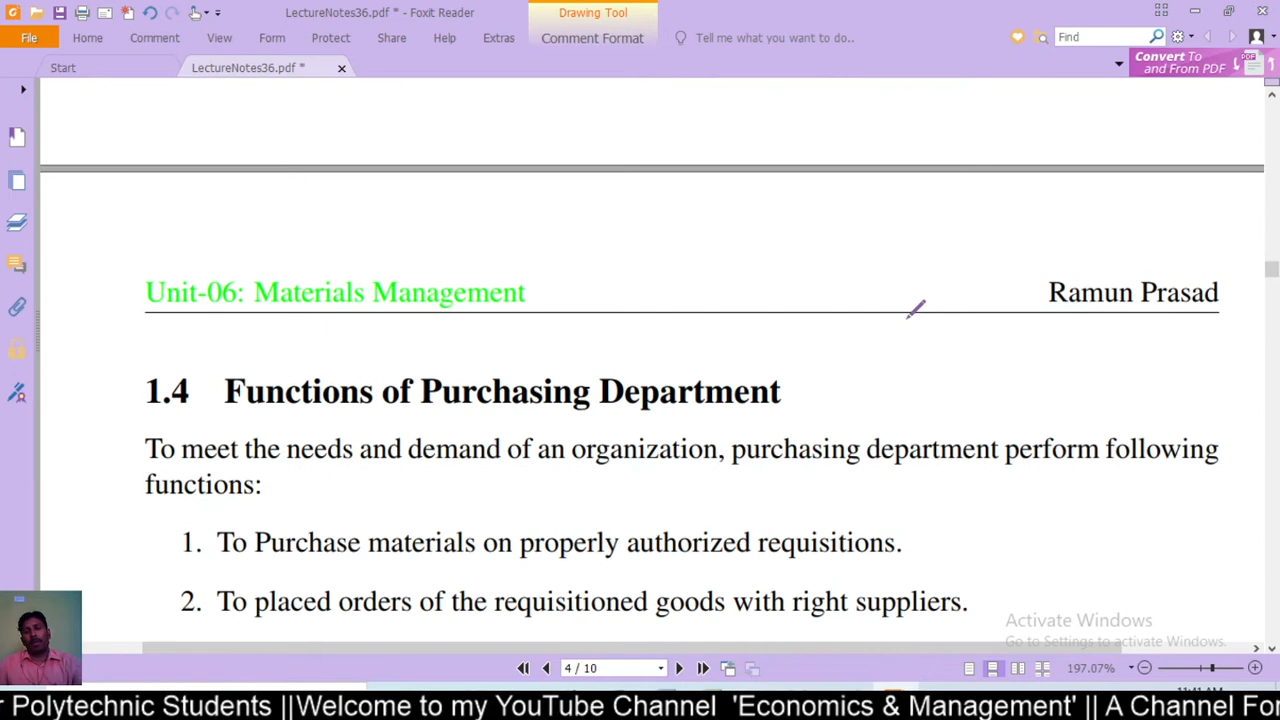 LectureNotes36.pdf * - Foxit Reader
Drawing Tool
File
Home
Comment
View
Form
Protect
Share
Help
Extras
Comment Format
Tell me what you want to do..
Find
Start
LectureNotes36.pdf *
Convert To
and From PDF
PDF
Unit-06: Materials Management
Ramun Prasad
1.4 Functions of Purchasing Department
To meet the needs and demand of an organization, purchasing department perform following
functions:
1. To Purchase materials on properly authorized requisitions.
2. To placed orders of the requisitioned goods with right suppliers.
Activate Windows
Go to Settings to activate Windows.
4 / 10
197.07%
r Polytechnic Students ||Welcome to my YouTube Channel 'Economics & Management' || A Channel Fo